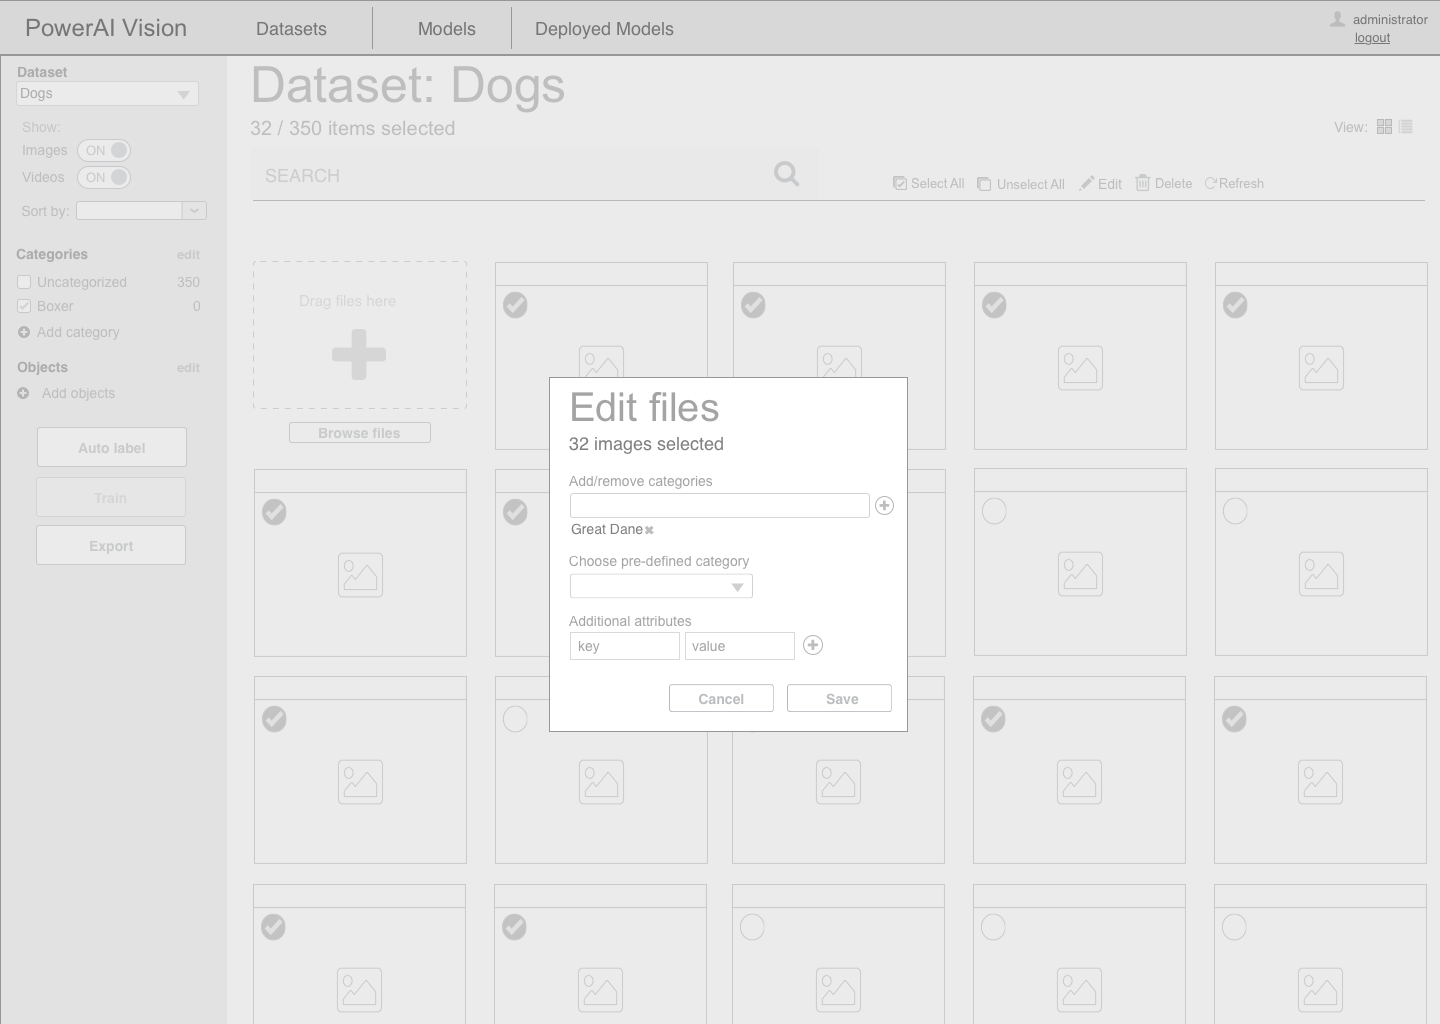 PowerAI Vision
Datasets
Models
Deployed Models
administrator
logout
Dataset
Dogs
Show:
Images ON
Videos ON
Sort by:
Categories edit
Uncategorized 350
Boxer 0
Add category
Objects edit
Add objects
Auto label
Train
Export
Dataset: Dogs
32 / 350 items selected
View:
SEARCH
Select All
Unselect All
Edit
Delete
Refresh
Drag files here
Browse files
Edit files
32 images selected
Add/remove categories
Great Dane
Choose pre-defined category
Additional attributes
key value
Cancel Save